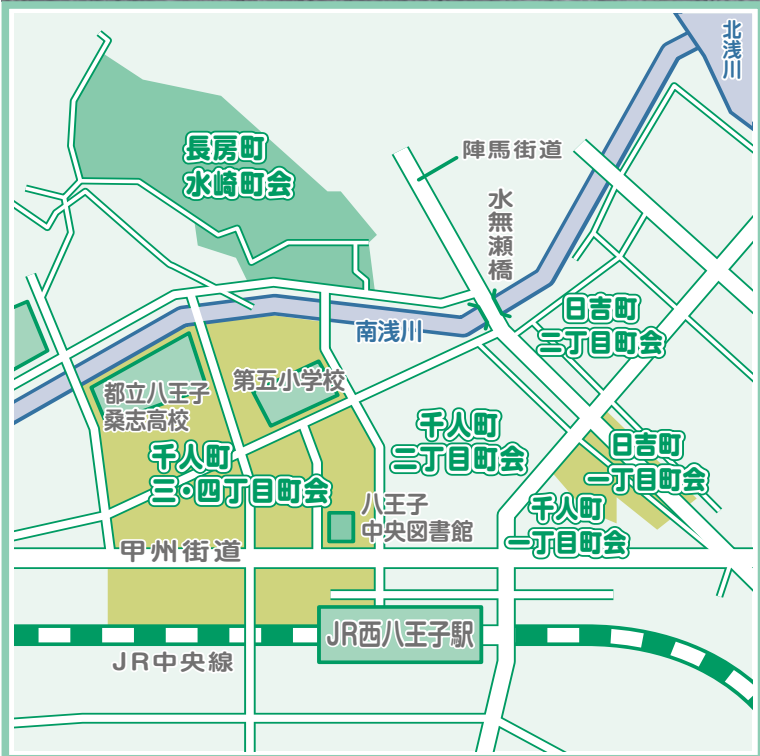 北浅川
長房町
水崎町会
陣馬街道
水無瀬橋
日吉町
二丁目町会
南浅川
第五小学校
都立八王子
桑志高校
千人町
二丁目町会
日吉町
一丁目町会
千人町
三・四丁目町会
八王子
中央図書館
千人町
一丁目町会
甲州街道
JR西八王子駅
JR中央線